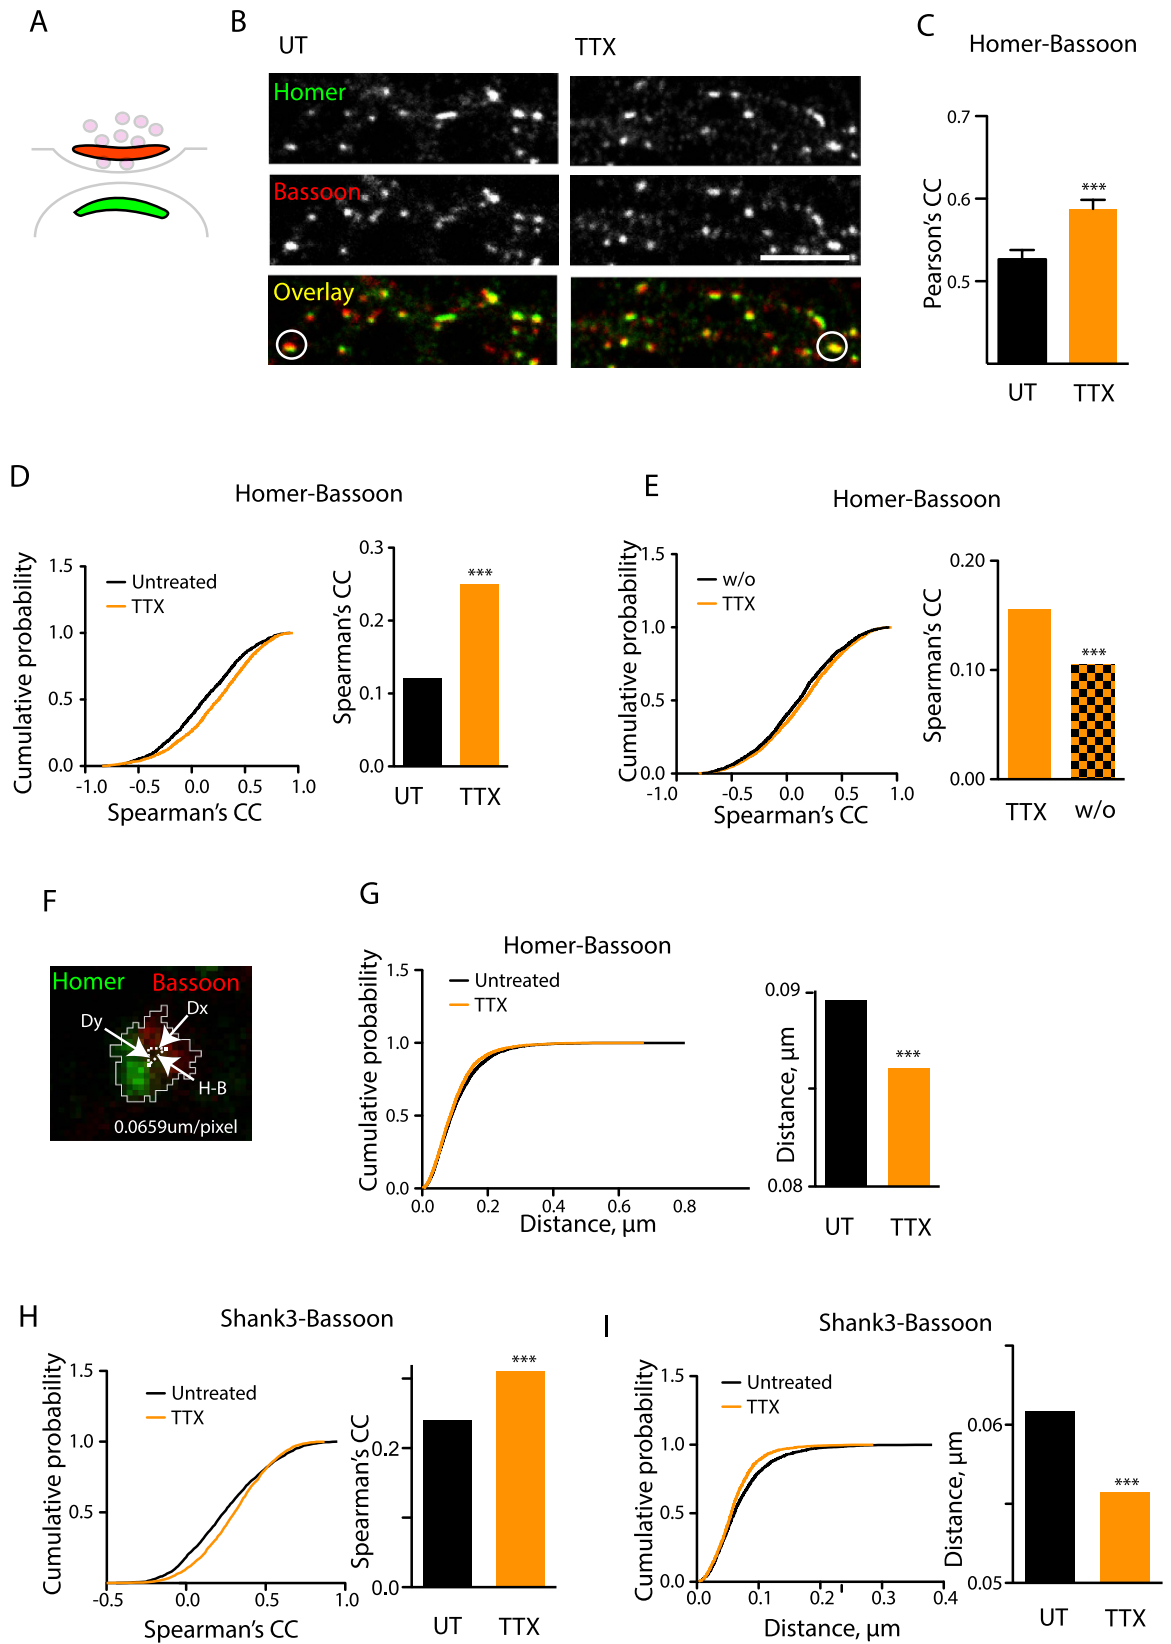 A
B
UT
TTX
Homer
Bassoon
Overlay
C
Homer-Bassoon
Pearson's CC
0.7
0.6
0.5
***
UT
TTX
D
Homer-Bassoon
Cumulative probability
1.5
1.0
0.5
0.0
Untreated
TTX
-1.0
-0.5
0.0
0.5
1.0
Spearman's CC
Spearman's CC
0.3
0.2
0.1
0.0
***
UT
TTX
E
Homer-Bassoon
Cumulative probability
1.5
1.0
0.5
0.0
w/o
TTX
-1.0
-0.5
0.0
0.5
1.0
Spearman's CC
Spearman's CC
0.20
0.10
0.00
***
TTX
w/o
F
Homer
Bassoon
Dx
Dy
H-B
0.0659um/pixel
G
Homer-Bassoon
Cumulative probability
1.5
1.0
0.5
0.0
Untreated
TTX
0.0
0.2
0.4
0.6
0.8
Distance, µm
Distance, µm
0.09
0.08
***
UT
TTX
H
Shank3-Bassoon
Cumulative probability
1.5
1.0
0.5
Untreated
TTX
-0.5
0.0
0.5
1.0
Spearman's CC
Spearman's CC
0.2
0.0
***
UT
TTX
I
Shank3-Bassoon
Cumulative probability
1.5
1.0
0.5
0.0
Untreated
TTX
0.0
0.1
0.2
0.3
0.4
Distance, µm
Distance, µm
0.06
0.05
***
UT
TTX